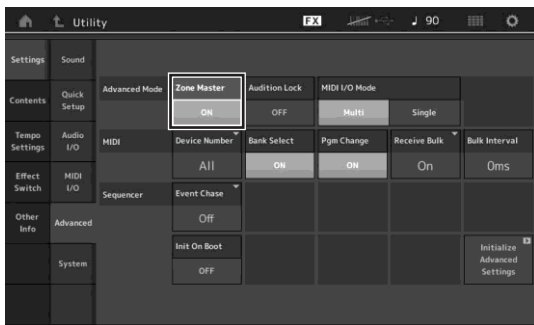 Utility FX 90
Settings Sound
Advanced Mode Zone Master Audition Lock MIDI I/O Mode
Contents Quick
Setup
ON OFF Multi Single
Tempo
Settings
Audio
I/O
MIDI Device Number Bank Select Pgm Change Receive Bulk Bulk Interval
All ON ON On 0ms
Effect
Switch
MIDI
I/O
Sequencer Event Chase
Off
Other
Info
Advanced
Init On Boot
OFF
System
Initialize
Advanced
Settings